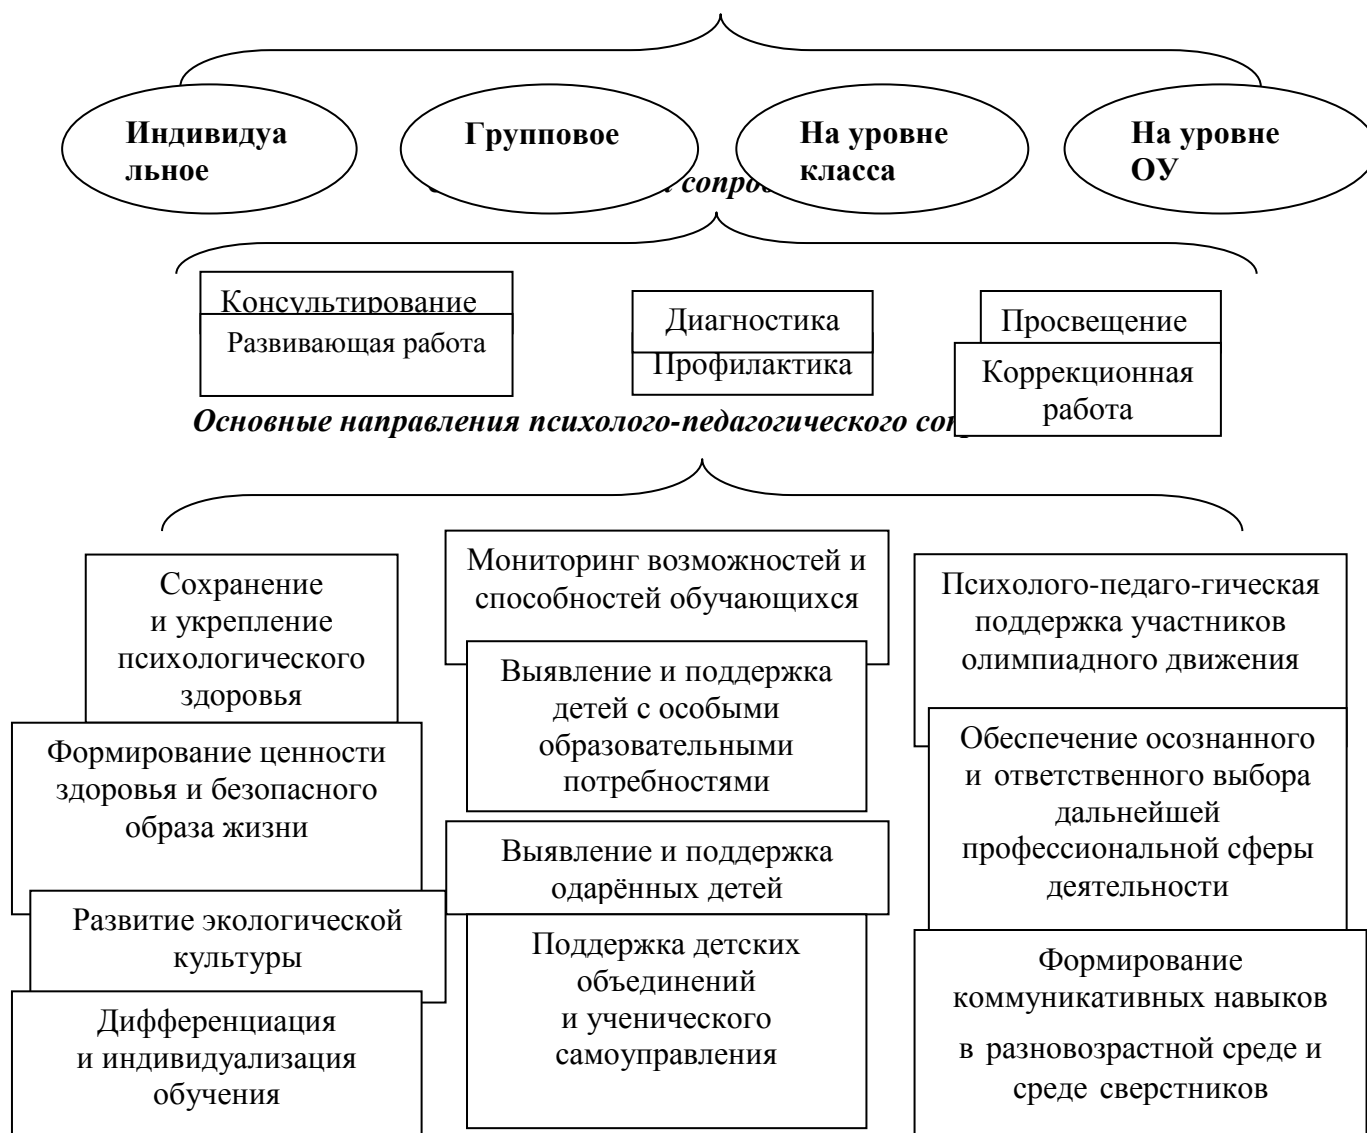 Индивидуа
льное
Групповое
На уровне
класса
На уровне
ОУ
Консультирование
Развивающая работа
Диагностика
Профилактика
Просвещение
Коррекционная
работа
Основные направления психолого-педагогического
Сохранение
и укрепление
психологического
здоровья
Формирование ценности
здоровья и безопасного
образа жизни
Развитие экологической
культуры
Дифференциация
и индивидуализация
обучения
Мониторинг возможностей и
способностей обучающихся
Выявление и поддержка
детей с особыми
образовательными
потребностями
Выявление и поддержка
одарённых детей
Поддержка детских
объединений
и ученического
самоуправления
Психолого-педаго-гическая
поддержка участников
олимпиадного движения
Обеспечение осознанного
и ответственного выбора
дальнейшей
профессиональной сферы
деятельности
Формирование
коммуникативных навыков
в разновозрастной среде и
среде сверстников